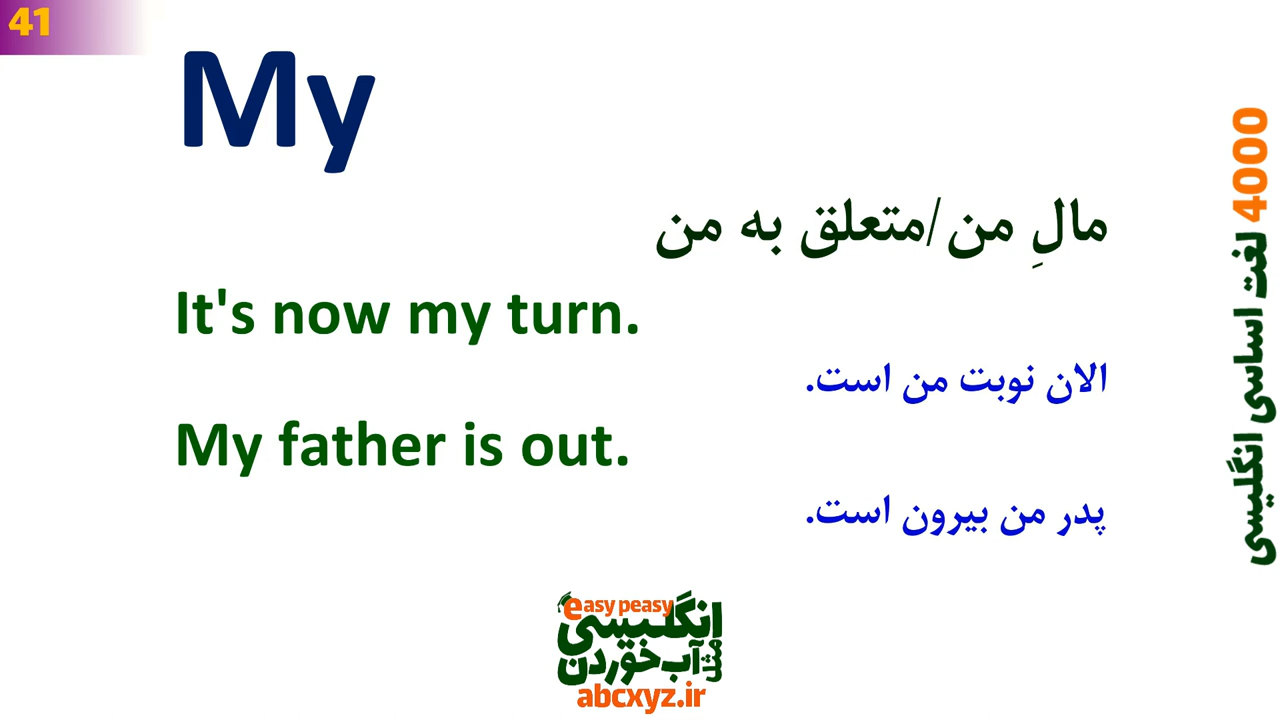 41
My
مالِ من/متعلق به من
It's now my turn.
الان نوبت من است.
My father is out.
پدر من بیرون است.
4000 لغت اساسی انگلیسی
easy peasy
انگلیسی
مثل آب خوردن
abcxyz.ir